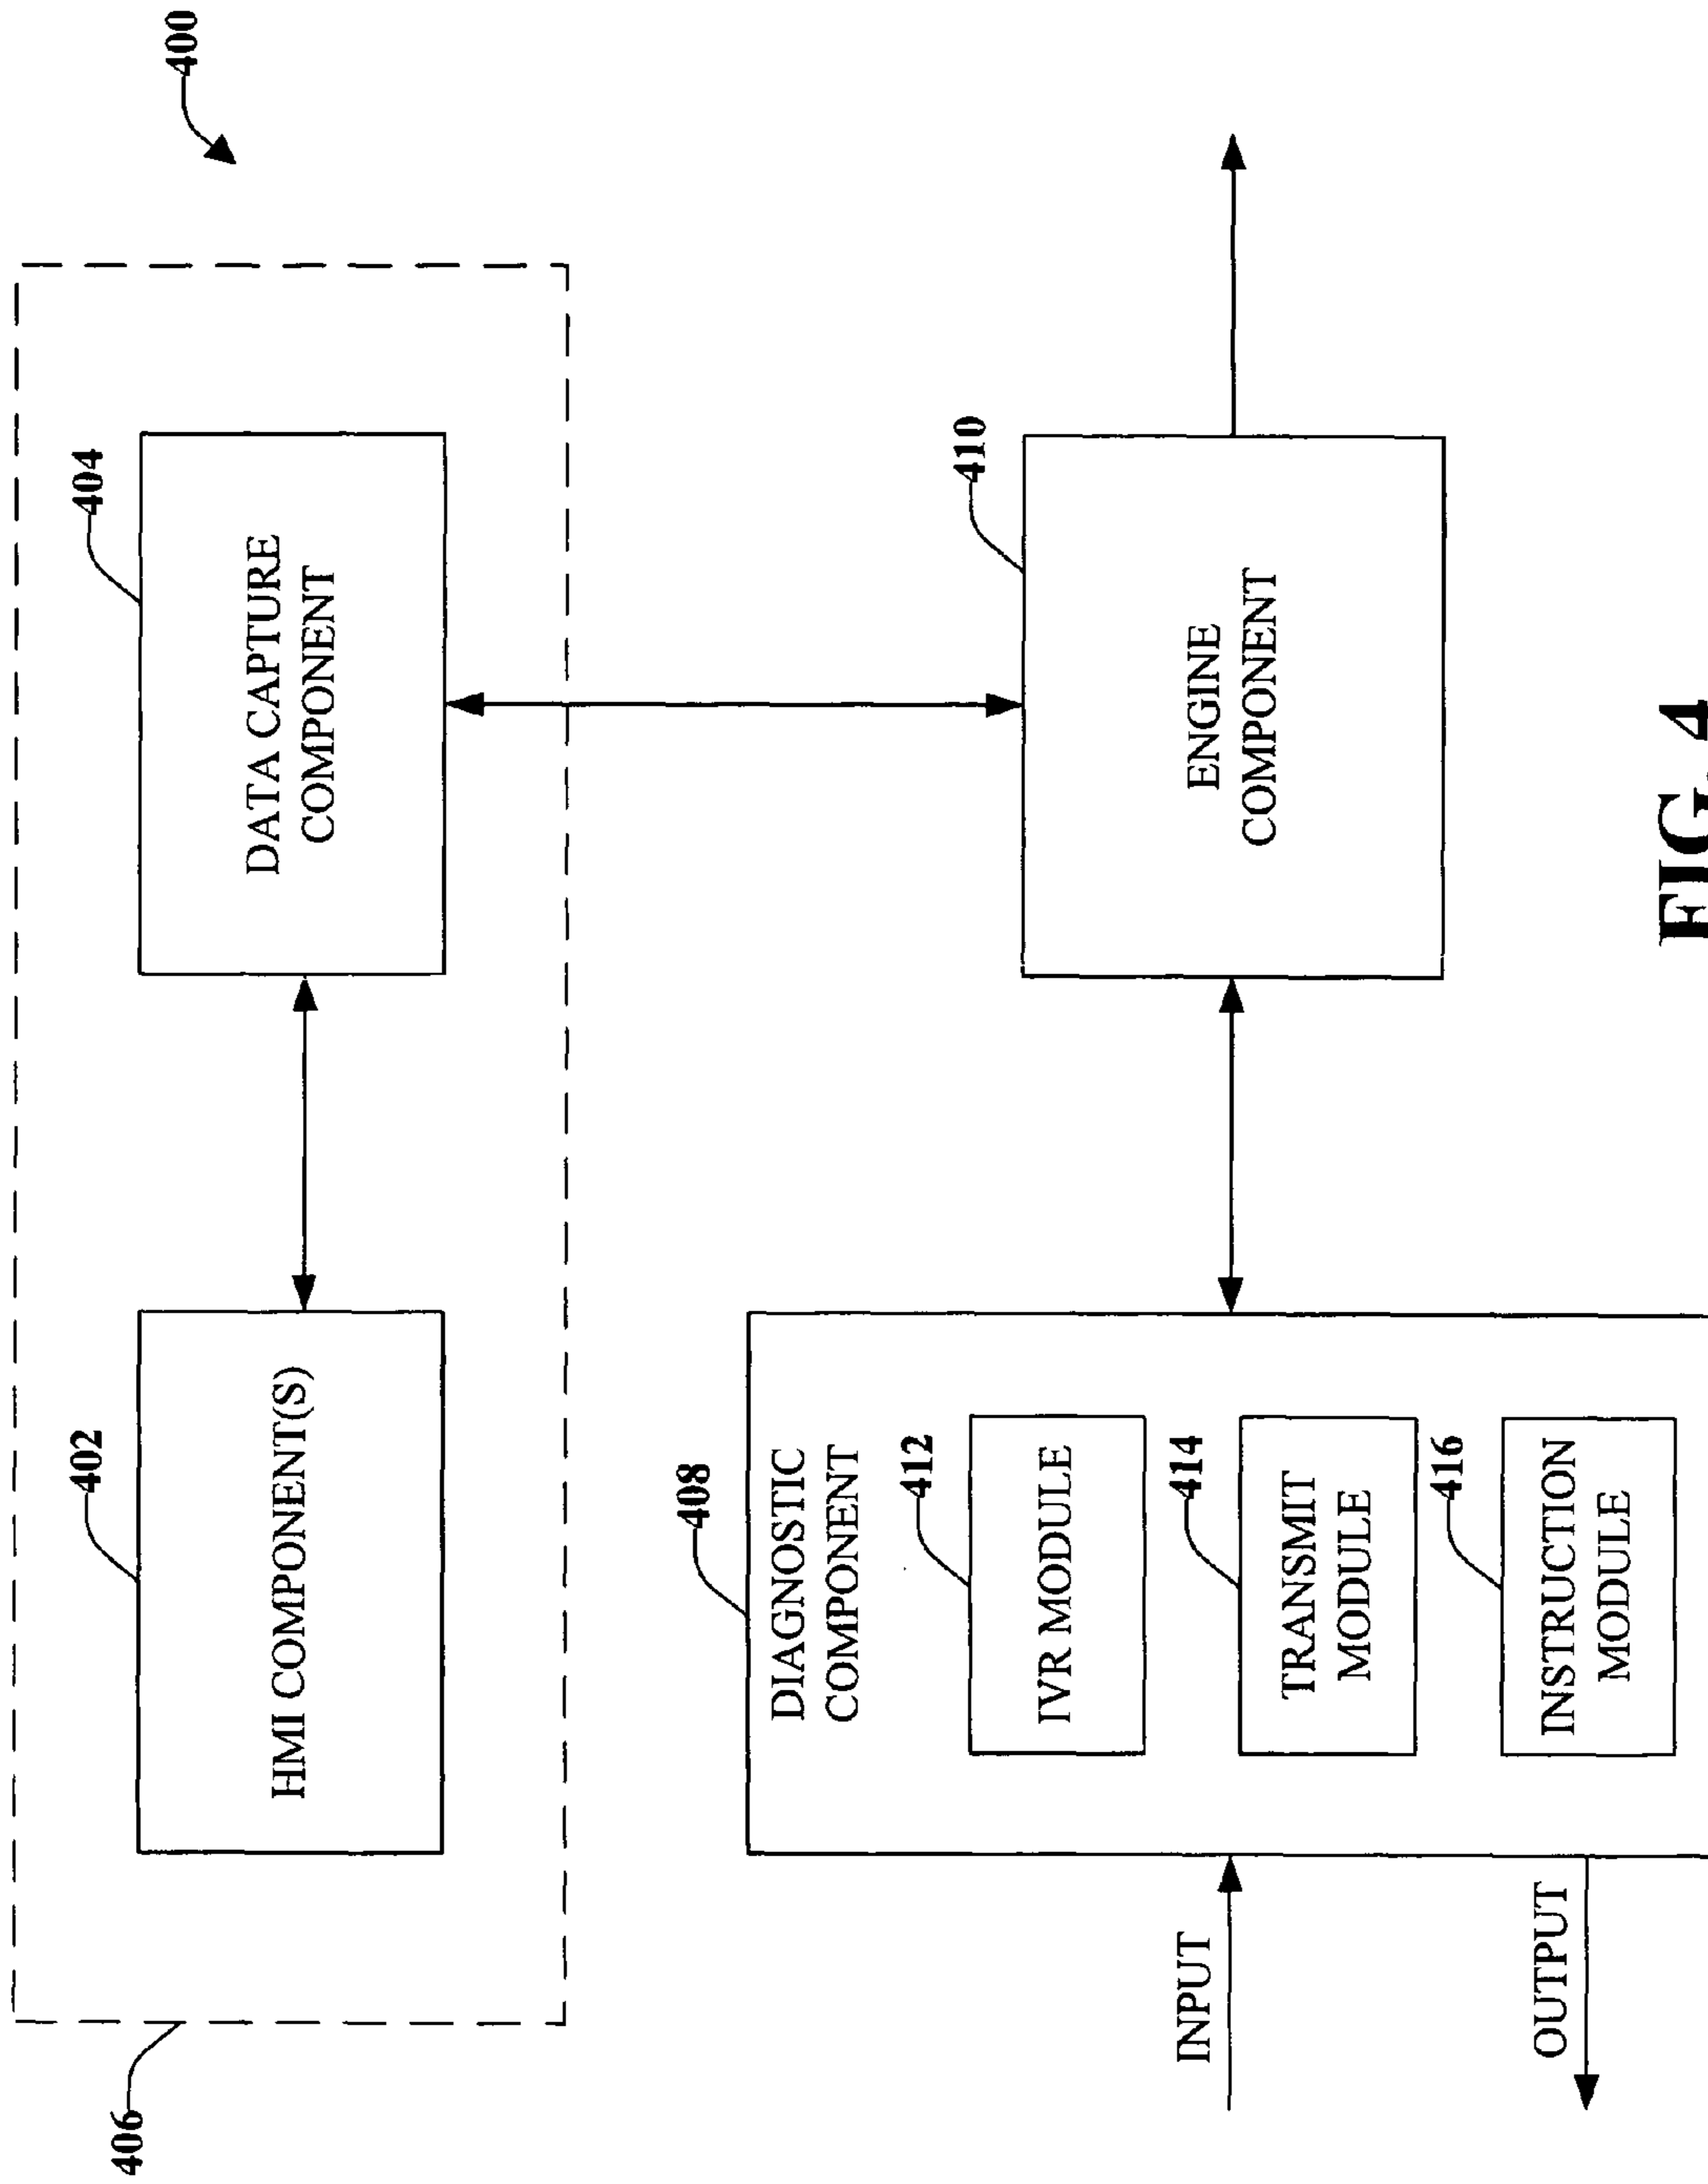 400
406
402
HMI COMPONENT(S)
404
DATA CAPTURE
COMPONENT
408
DIAGNOSTIC
COMPONENT
412
IVR MODULE
414
TRANSMIT
MODULE
416
INSTRUCTION
MODULE
410
ENGINE
COMPONENT
INPUT
OUTPUT
FIG. 4